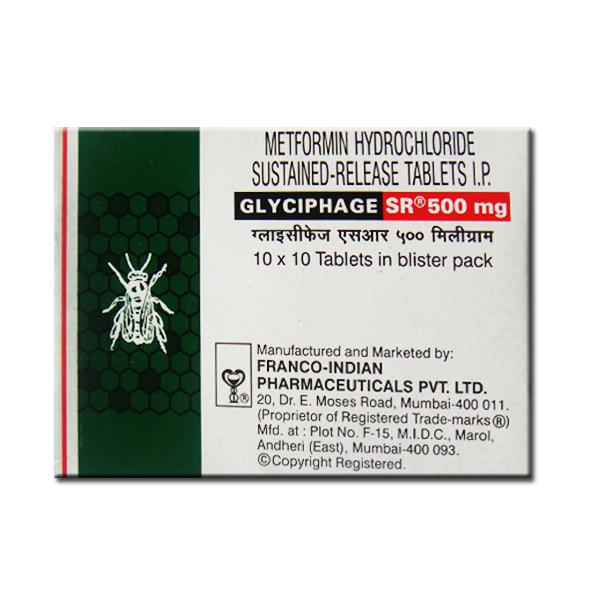 METFORMIN HYDROCHLORIDE
SUSTAINED-RELEASE TABLETS I.P.
GLYCIPHAGE SR® 500 mg
ग्लाइसीफेज एसआर ५०० मिलीग्राम
10 x 10 Tablets in blister pack
Manufactured and Marketed by:
FRANCO-INDIAN
PHARMACEUTICALS PVT. LTD.
20, Dr. E. Moses Road, Mumbai-400 011.
(Proprietor of Registered Trade-marks ®)
Mfd. at : Plot No. F-15, M.I.D.C., Marol,
Andheri (East), Mumbai-400 093.
© Copyright Registered.
®